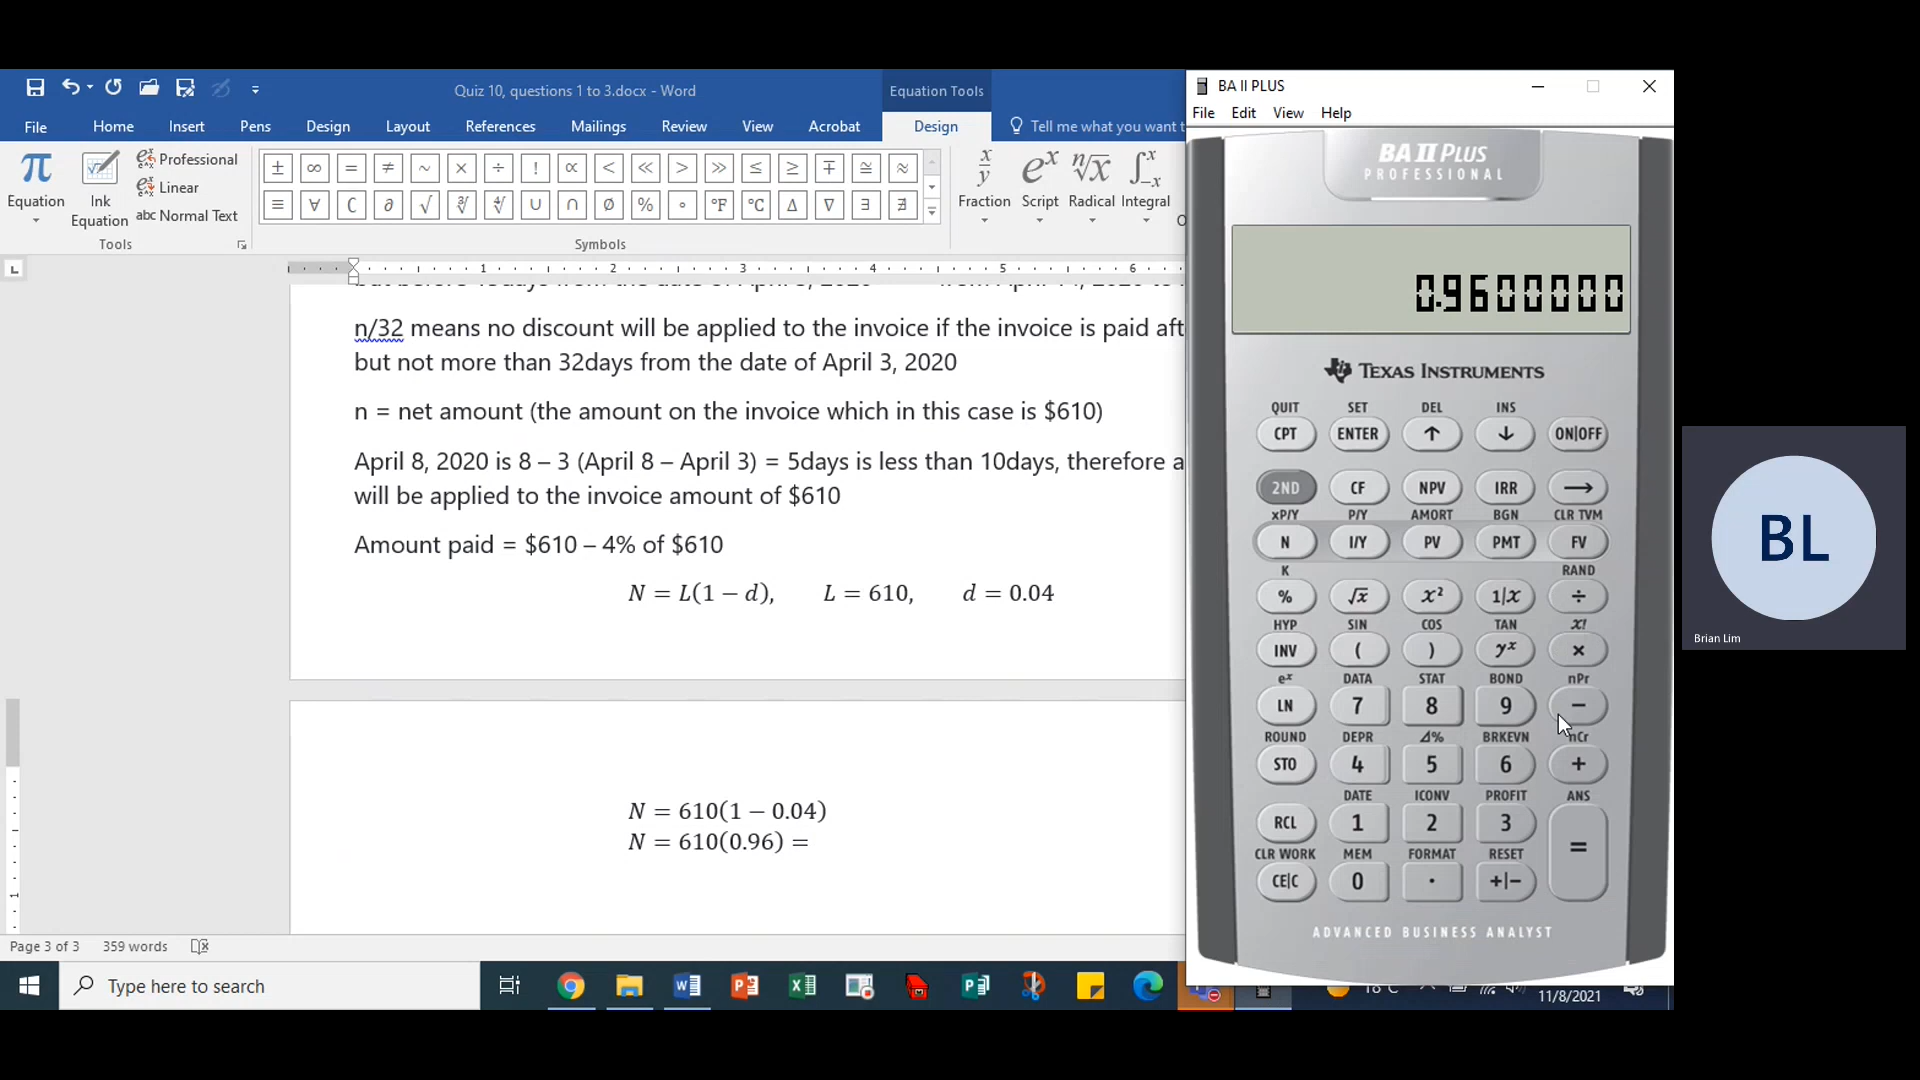 Quiz 10, questions 1 to 3.docx - Word
Equation Tools
File Home Insert Pens Design Layout References Mailings Review View Acrobat Design Tell me what you want t
π
Equation
Ink Equation
Professional
Linear
abc Normal Text
Tools
± ∞ = ≠ ~ × ÷ ! ∝ < ≪ > ≫ ≤ ≥ ∓ ≅ ≈
≡ ∀ ∁ ∂ √ ∛ ∜ ∪ ∩ ∅ % ° °F °C ∆ ∇ ∃ ∄
Symbols
Fraction Script Radical Integral
1 2 3 4 5 6
n/32 means no discount will be applied to the invoice if the invoice is paid aft
but not more than 32days from the date of April 3, 2020
n = net amount (the amount on the invoice which in this case is $610)
April 8, 2020 is 8 – 3 (April 8 – April 3) = 5days is less than 10days, therefore a
will be applied to the invoice amount of $610
Amount paid = $610 – 4% of $610
N = L(1 − d), L = 610, d = 0.04
N = 610(1 − 0.04)
N = 610(0.96) =
Page 3 of 3 359 words
Type here to search
11/8/2021
BA II PLUS
File Edit View Help
BA II PLUS
PROFESSIONAL
0.9600000
TEXAS INSTRUMENTS
QUIT SET DEL INS
CPT ENTER ↑ ↓ ON|OFF
2ND CF NPV IRR →
xP/Y P/Y AMORT BGN CLR TVM
N I/Y PV PMT FV
K RAND
% √x x² 1/x ÷
HYP SIN COS TAN x!
INV ( ) yˣ ×
eˣ DATA STAT BOND nPr
LN 7 8 9 −
ROUND DEPR Δ% BRKEVN nCr
STO 4 5 6 +
DATE ICONV PROFIT ANS
RCL 1 2 3 =
CLR WORK MEM FORMAT RESET
CE|C 0 . +|−
ADVANCED BUSINESS ANALYST
BL
Brian Lim